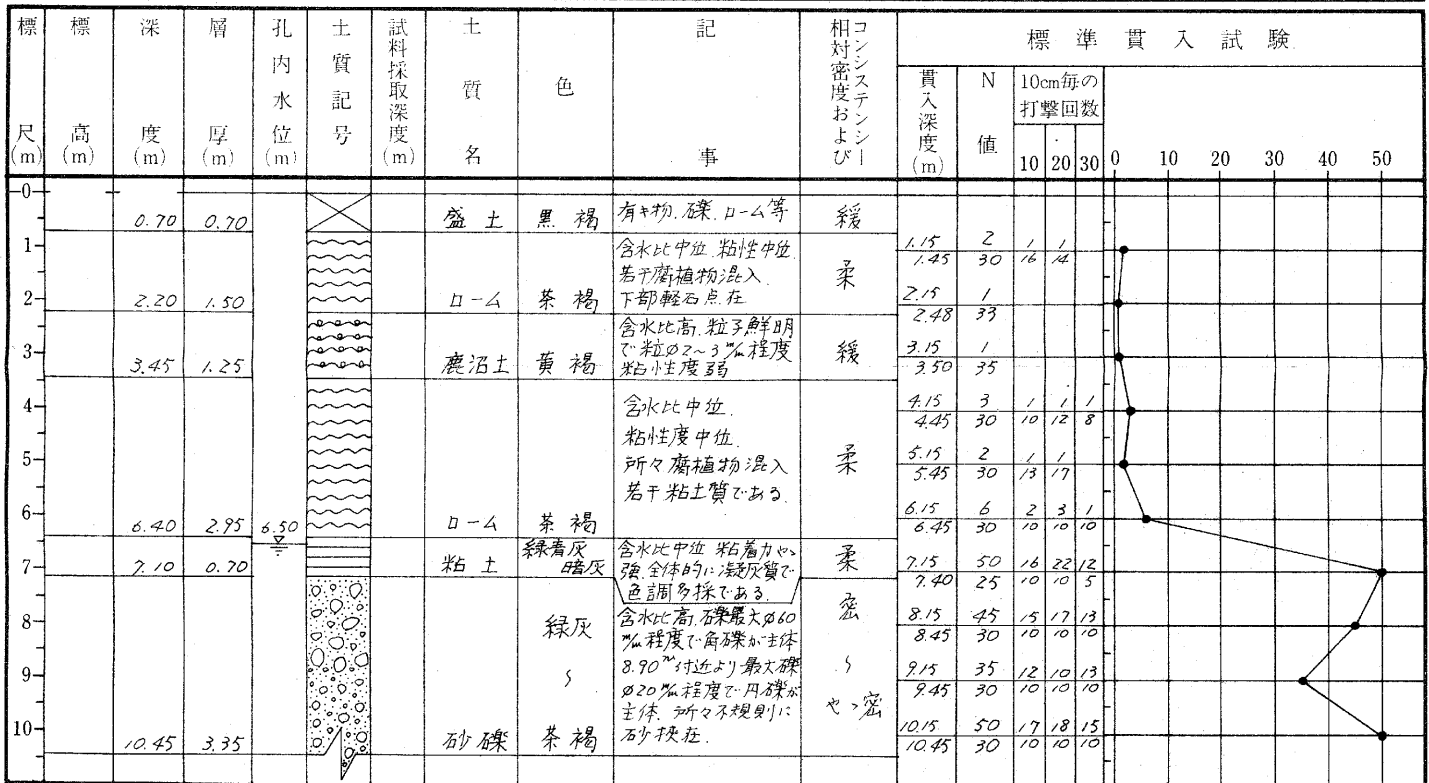 標尺(m) 標高(m) 深度(m) 層厚(m) 孔内水位(m) 土質記号 試料採取深度(m) 土質名 色 記事 相対密度およびコンシステンシー 標準貫入試験
貫入深度(m) N値 10cm毎の打撃回数
10 20 30 0 10 20 30 40 50
0
0.70 0.70 盛土 黒褐 有キ物.礫.ローム等 緩
1
含水比中位.粘性中位.
若干腐植物混入.
下部軽石点在
2.20 1.50 ローム 茶褐 柔
1.15 2 1 1
1.45 30 16 14
2
2.15 1
2.48 33
含水比高.粒子鮮明
で粒φ2~3m/m程度
粘性度弱
3.45 1.25 鹿沼土 黄褐 緩
3
3.15 1
3.50 35
4
含水比中位.
粘性度中位.
所々腐植物混入
若干粘土質である.
6.40 2.95 6.50 ローム 茶褐 柔
4.15 3 1 1 1
4.45 30 10 12 8
5
5.15 2 1 1
5.45 30 13 17
6
6.15 6 2 3 1
6.45 30 10 10 10
7.10 0.70 粘土 緑青灰
暗灰
含水比中位 粘着力やゝ
強.全体的に凝灰質で
色調多採である.
柔
7
7.15 50 16 22 12
7.40 25 10 10 5
8
緑灰
〜
茶褐
含水比高.礫最大φ60
m/m程度で角礫が主体
8.90m付近より最大礫
φ20m/m程度で円礫が
主体.所々不規則に
砂挟在.
密
〜
やゝ密
8.15 45 15 17 13
8.45 30 10 10 10
9
9.15 35 12 10 13
9.45 30 10 10 10
10
10.45 3.35 砂礫
10.15 50 17 18 15
10.45 30 10 10 10